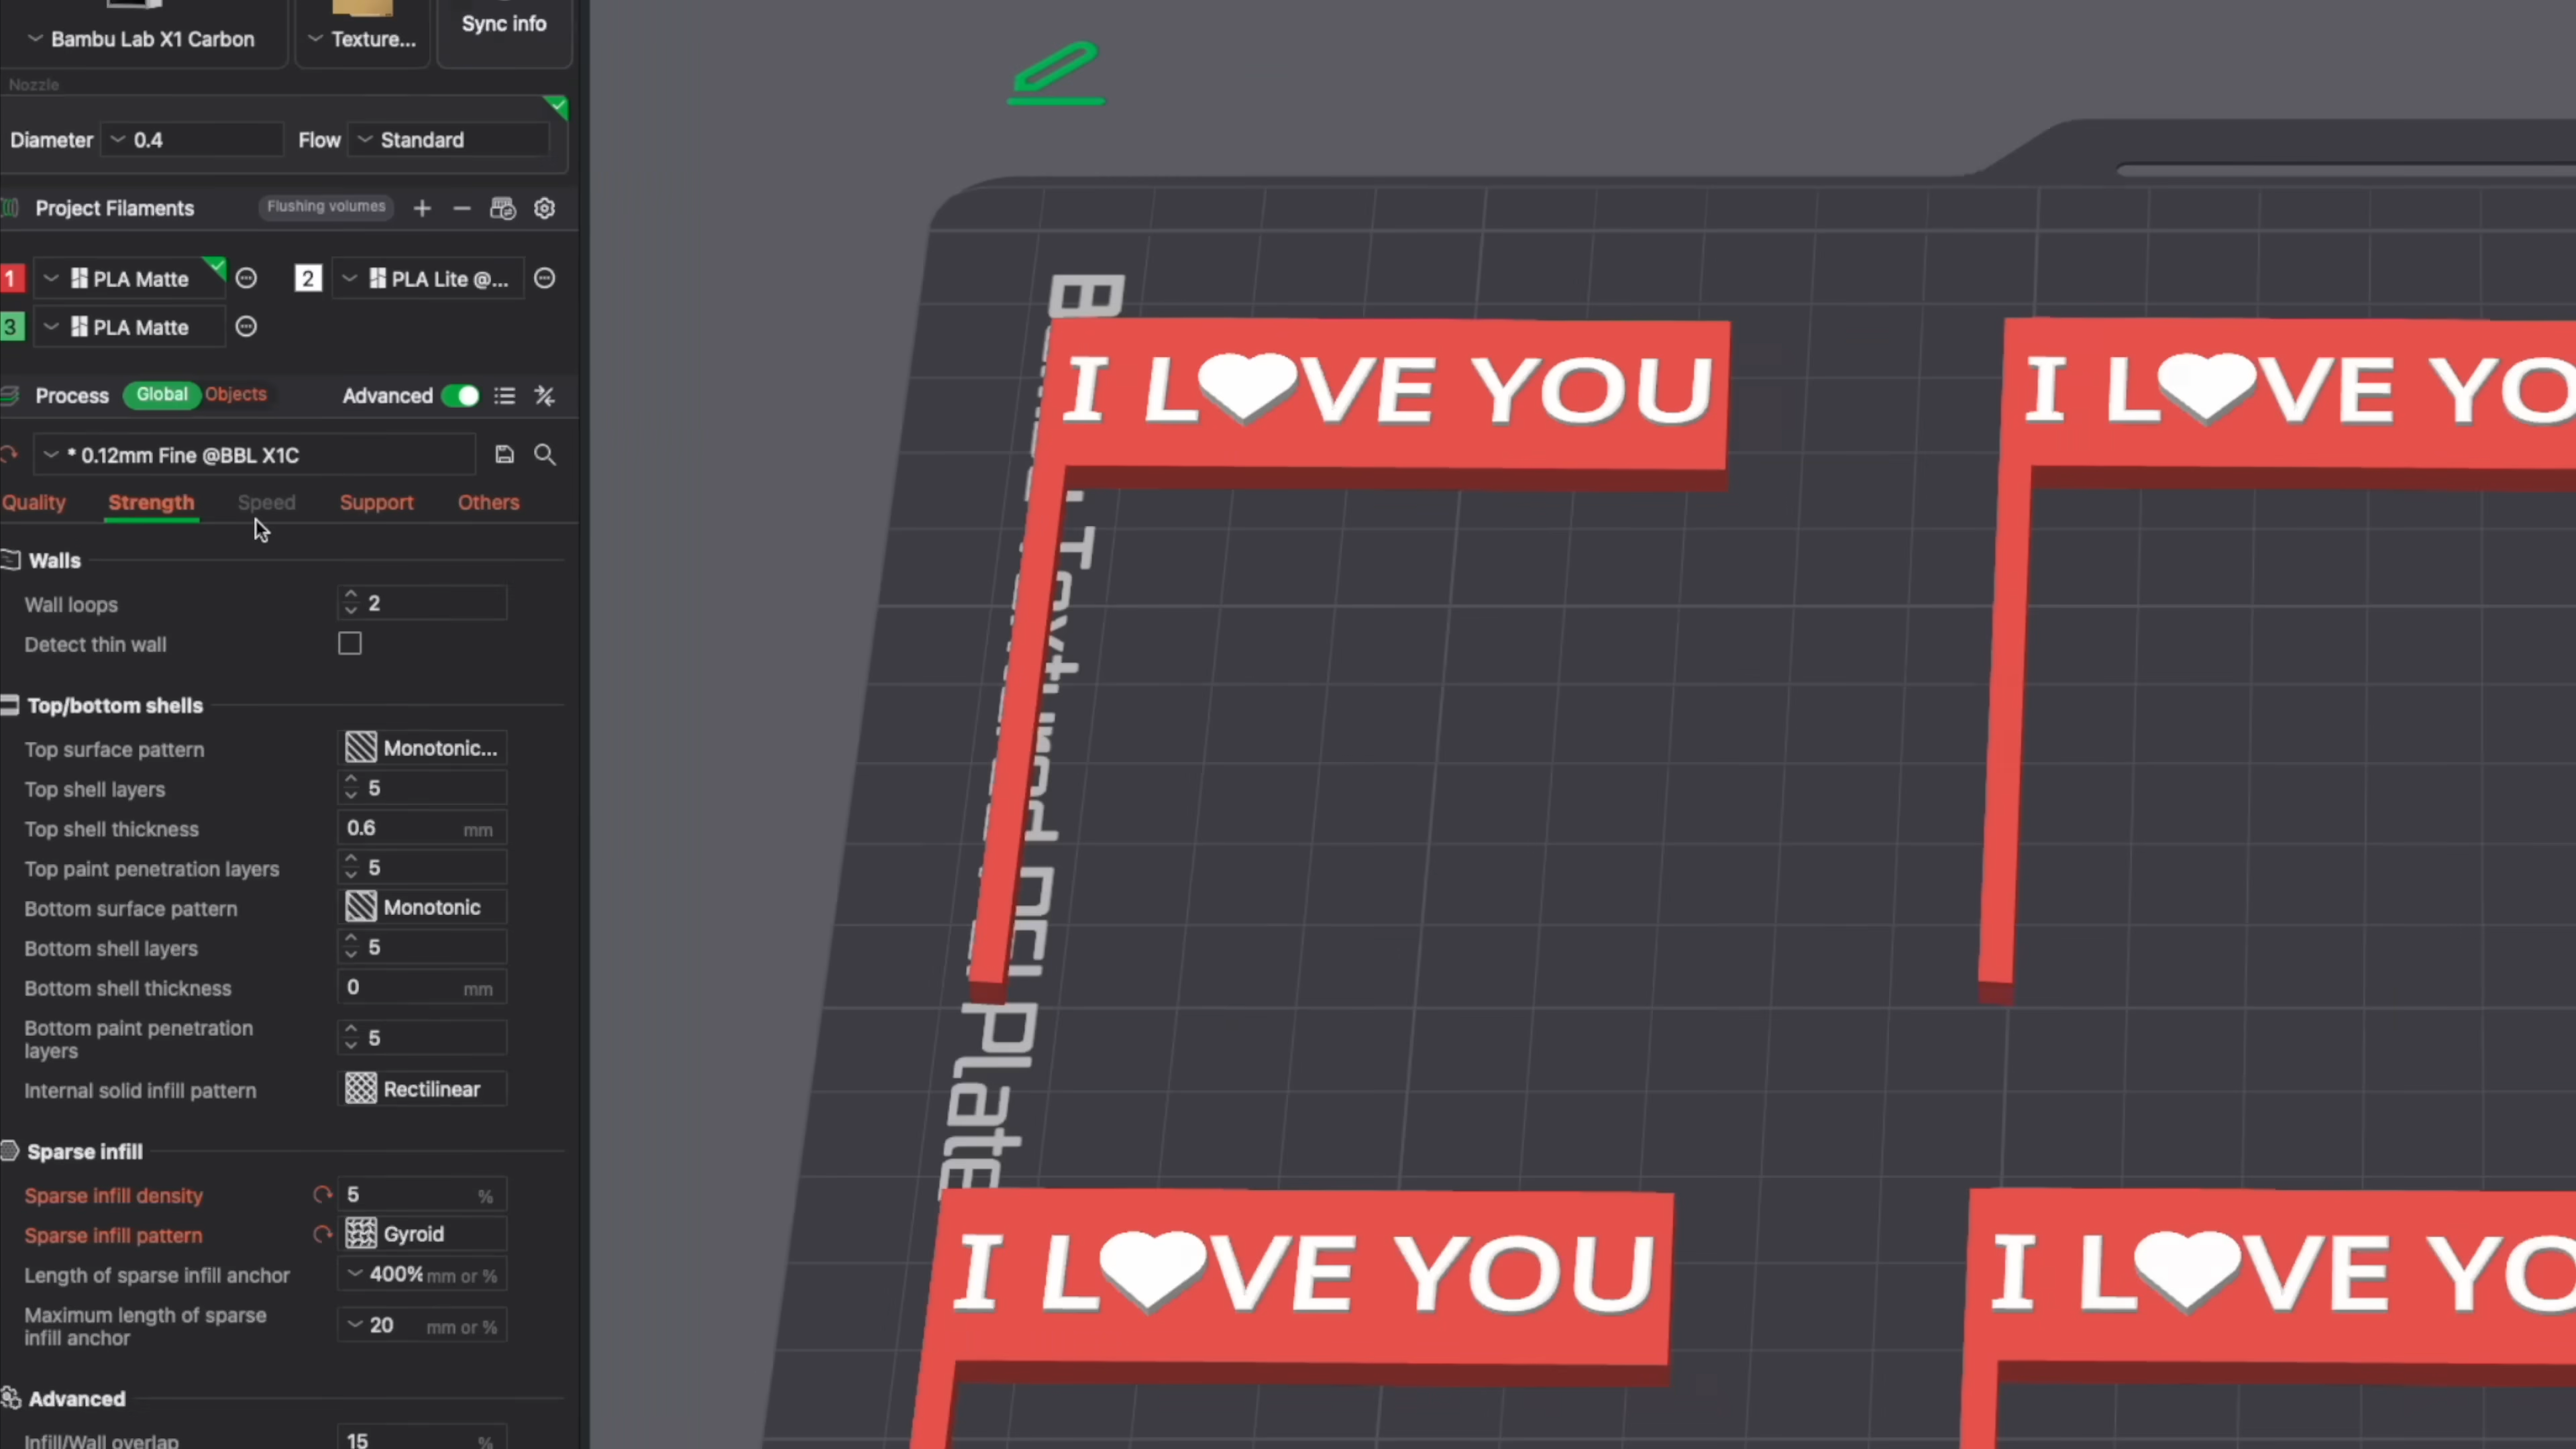 Bambu Lab X1 Carbon
Texture...
Sync info
Nozzle
Diameter 0.4 Flow Standard
Project Filaments Flushing volumes
1 PLA Matte 2 PLA Lite @...
3 PLA Matte
Process Global Objects Advanced
* 0.12mm Fine @BBL X1C
Quality Strength Speed Support Others
Walls
Wall loops 2
Detect thin wall
Top/bottom shells
Top surface pattern Monotonic...
Top shell layers 5
Top shell thickness 0.6 mm
Top paint penetration layers 5
Bottom surface pattern Monotonic
Bottom shell layers 5
Bottom shell thickness 0 mm
Bottom paint penetration
layers 5
Internal solid infill pattern Rectilinear
Sparse infill
Sparse infill density 5 %
Sparse infill pattern Gyroid
Length of sparse infill anchor 400% mm or %
Maximum length of sparse
infill anchor 20 mm or %
Advanced
Infill/Wall overlap 15 %
I L❤VE YOU
I L❤VE YO
Plate
I L❤VE YOU
I L❤VE YO